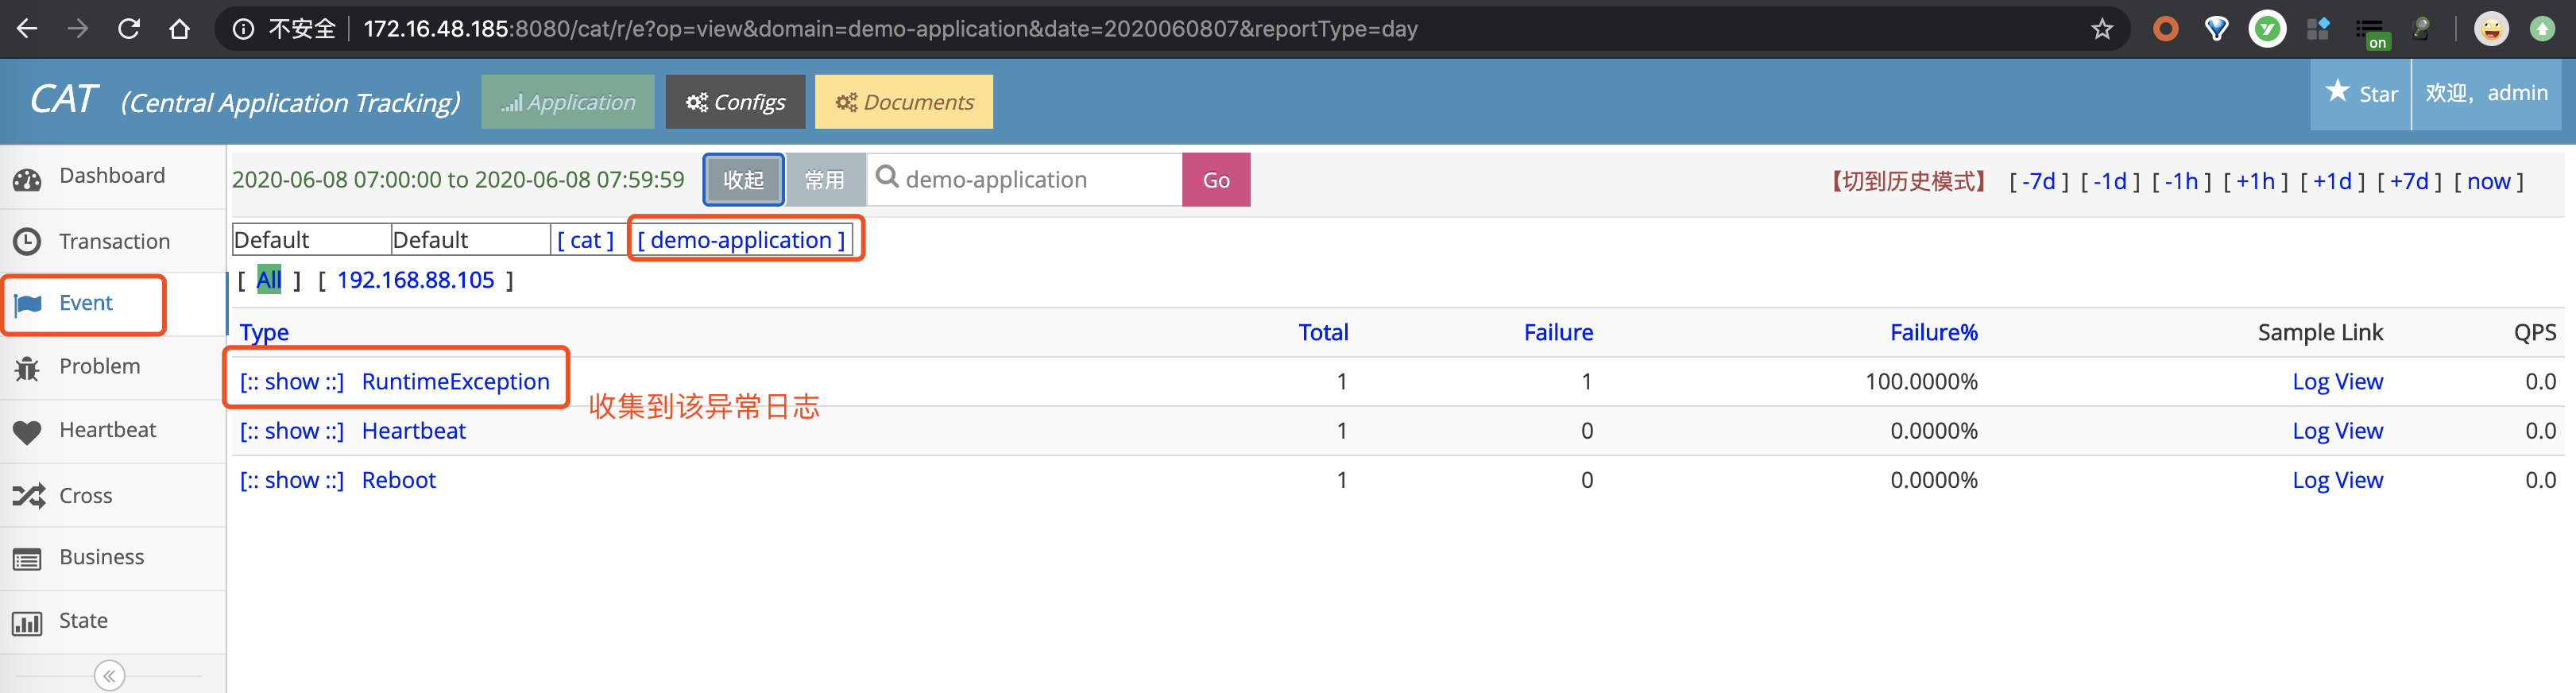 不安全 172.16.48.185:8080/cat/r/e?op=view&domain=demo-application&date=2020060807&reportType=day
on
CAT (Central Application Tracking) Application Configs Documents Star 欢迎，admin
Dashboard
Transaction
Event
Problem
Heartbeat
Cross
Business
State
2020-06-08 07:00:00 to 2020-06-08 07:59:59 收起 常用 demo-application Go 【切到历史模式】 [ -7d ] [ -1d ] [ -1h ] [ +1h ] [ +1d ] [ +7d ] [ now ]
Default Default [ cat ] [ demo-application ]
[ All ] [ 192.168.88.105 ]
Type Total Failure Failure% Sample Link QPS
[:: show ::] RuntimeException 1 1 100.0000% Log View 0.0
收集到该异常日志
[:: show ::] Heartbeat 1 0 0.0000% Log View 0.0
[:: show ::] Reboot 1 0 0.0000% Log View 0.0